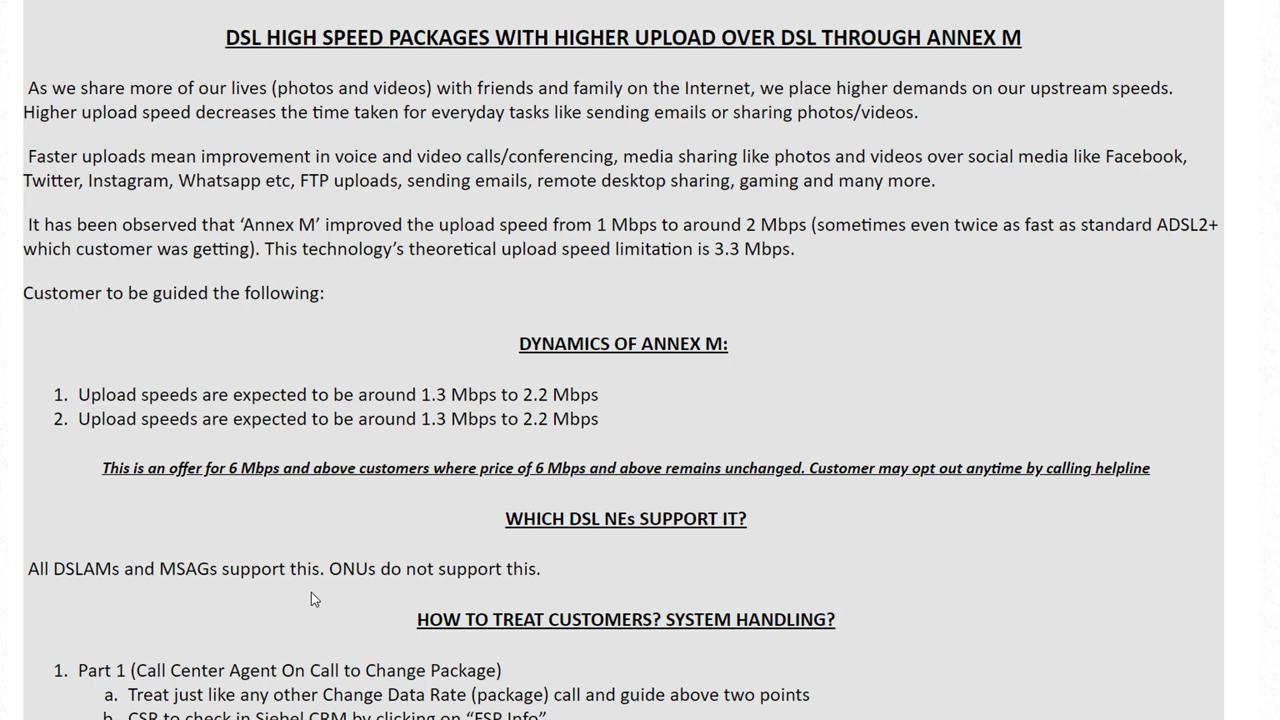 DSL HIGH SPEED PACKAGES WITH HIGHER UPLOAD OVER DSL THROUGH ANNEX M
As we share more of our lives (photos and videos) with friends and family on the Internet, we place higher demands on our upstream speeds.
Higher upload speed decreases the time taken for everyday tasks like sending emails or sharing photos/videos.
Faster uploads mean improvement in voice and video calls/conferencing, media sharing like photos and videos over social media like Facebook,
Twitter, Instagram, Whatsapp etc, FTP uploads, sending emails, remote desktop sharing, gaming and many more.
It has been observed that ‘Annex M’ improved the upload speed from 1 Mbps to around 2 Mbps (sometimes even twice as fast as standard ADSL2+
which customer was getting). This technology’s theoretical upload speed limitation is 3.3 Mbps.
Customer to be guided the following:
DYNAMICS OF ANNEX M:
1. Upload speeds are expected to be around 1.3 Mbps to 2.2 Mbps
2. Upload speeds are expected to be around 1.3 Mbps to 2.2 Mbps
This is an offer for 6 Mbps and above customers where price of 6 Mbps and above remains unchanged. Customer may opt out anytime by calling helpline
WHICH DSL NEs SUPPORT IT?
All DSLAMs and MSAGs support this. ONUs do not support this.
HOW TO TREAT CUSTOMERS? SYSTEM HANDLING?
1. Part 1 (Call Center Agent On Call to Change Package)
a. Treat just like any other Change Data Rate (package) call and guide above two points
b. CSR to check in Siebel CRM by clicking on “FSP Info”